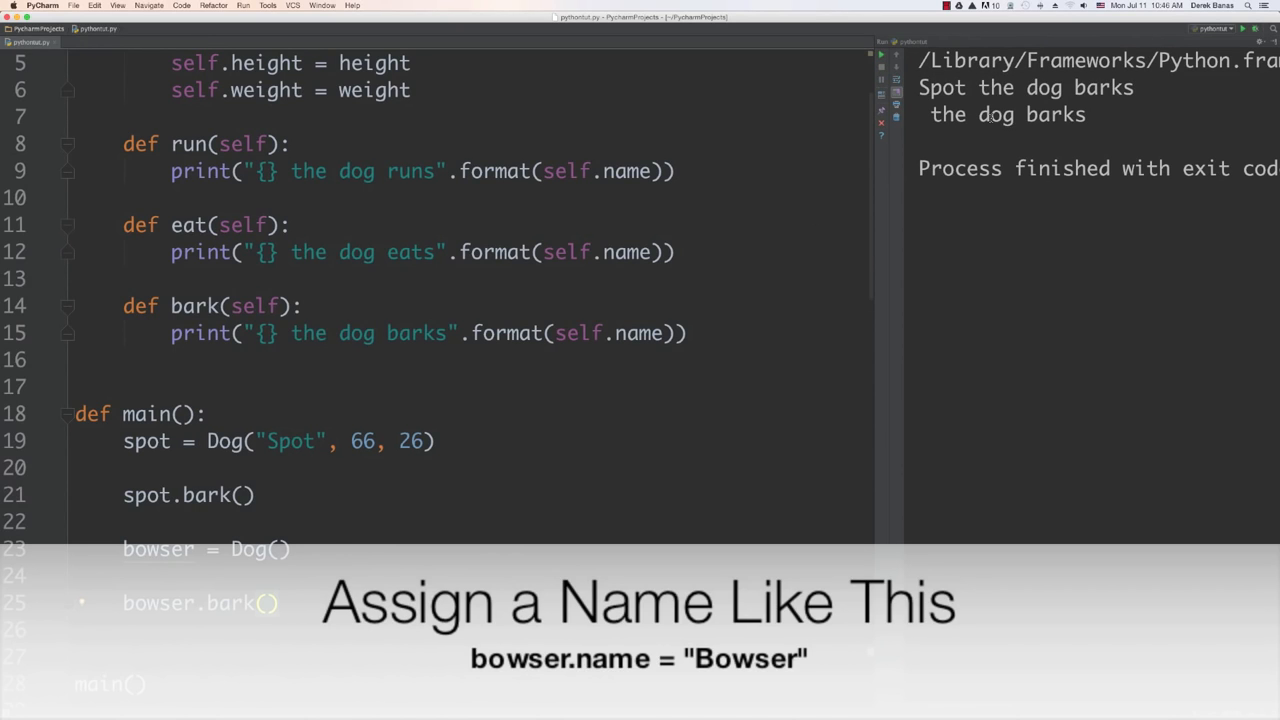 PyCharm File Edit View Navigate Code Refactor Run Tools VCS Window Help 10 Mon Jul 11 10:46 AM Derek Banas
pythontut.py - PycharmProjects - [~/PycharmProjects]
PycharmProjects pythontut.py pythontut
pythontut.py Run pythontut
5 self.height = height
6 self.weight = weight
7
8 def run(self):
9 print("{} the dog runs".format(self.name))
10
11 def eat(self):
12 print("{} the dog eats".format(self.name))
13
14 def bark(self):
15 print("{} the dog barks".format(self.name))
16
17
18 def main():
19 spot = Dog("Spot", 66, 26)
20
21 spot.bark()
22
23 bowser = Dog()
24
25 bowser.bark()
26
27
28 main()
/Library/Frameworks/Python.fra
Spot the dog barks
the dog barks
Process finished with exit cod
Assign a Name Like This
bowser.name = "Bowser"